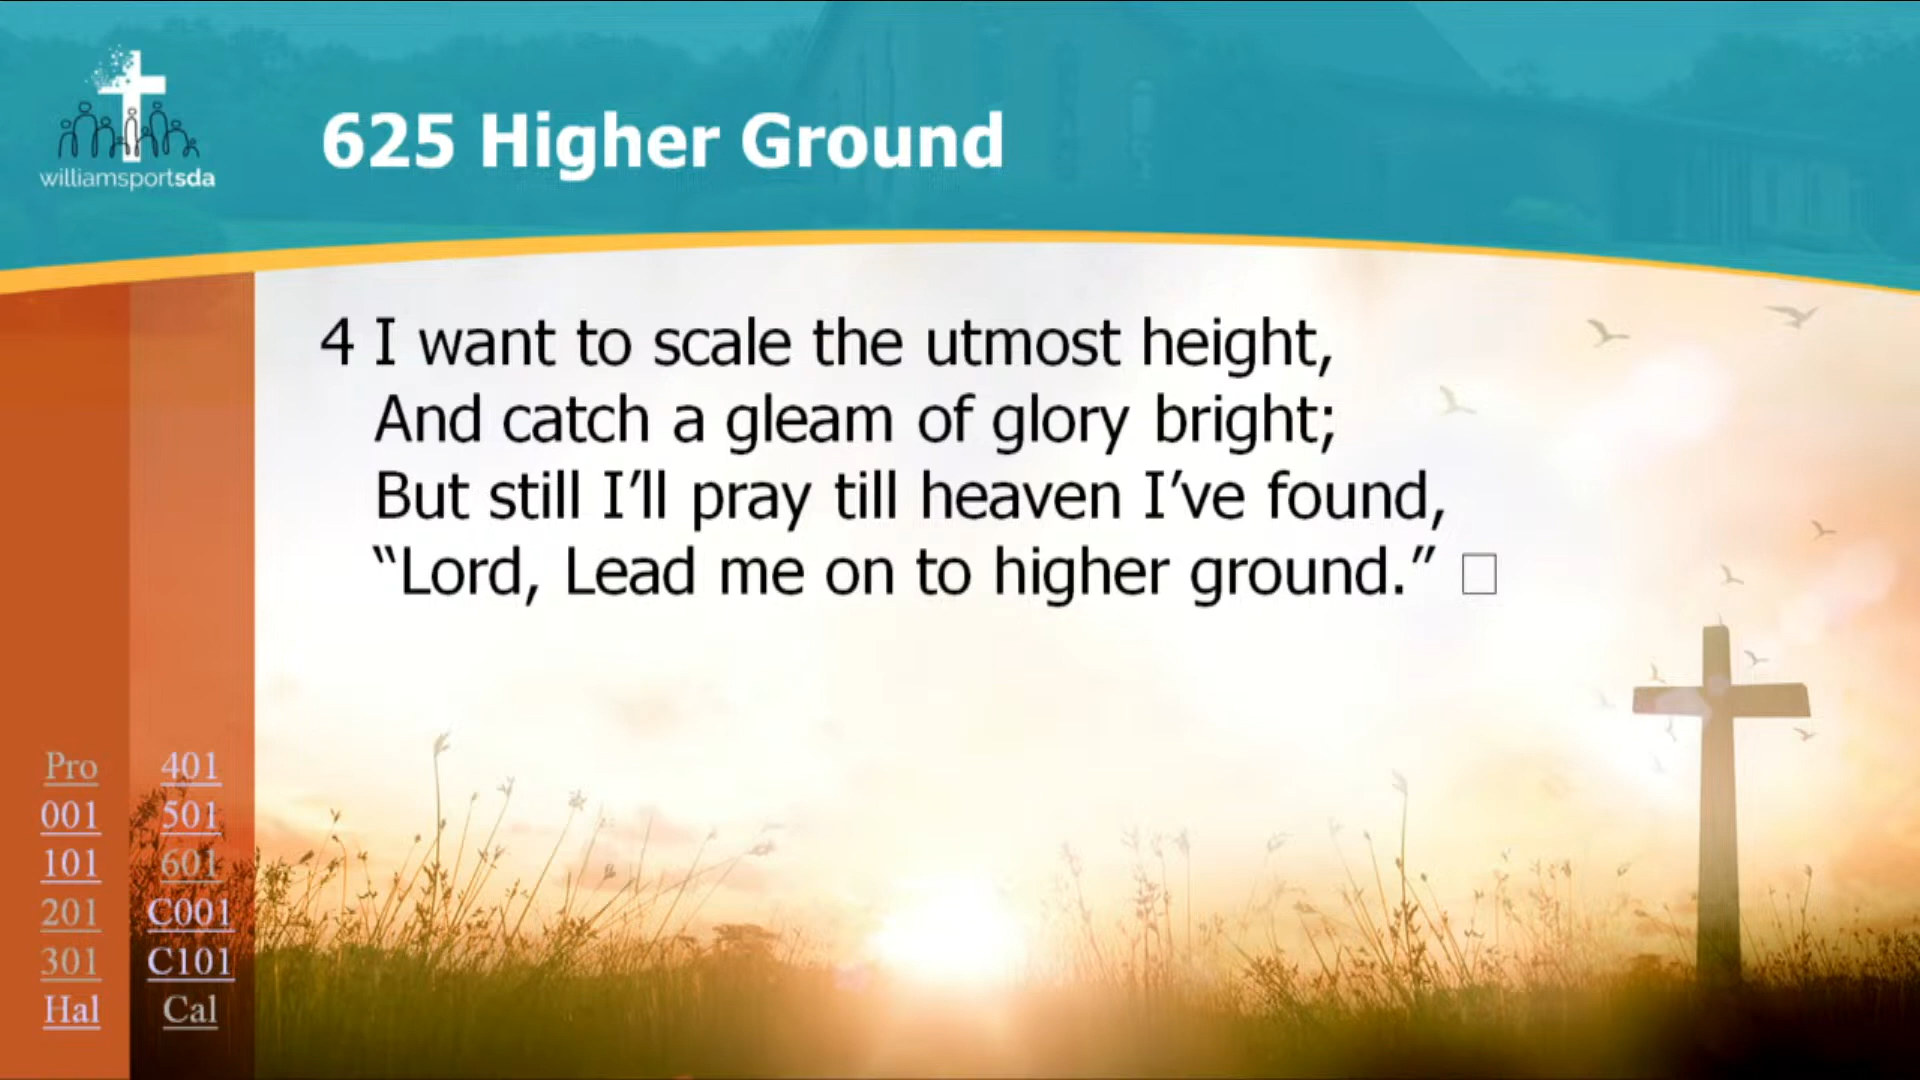 williamsportsda
625 Higher Ground
4 I want to scale the utmost height,
And catch a gleam of glory bright;
But still I’ll pray till heaven I’ve found,
“Lord, Lead me on to higher ground.” □
Pro 401
001 501
101 601
201 C001
301 C101
Hal Cal